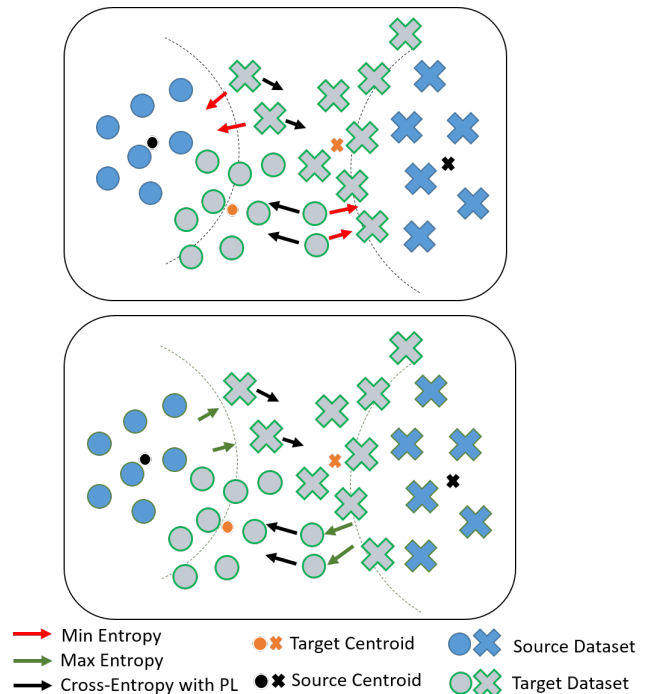 Min Entropy
Max Entropy
Cross-Entropy with PL
Target Centroid
Source Centroid
Source Dataset
Target Dataset